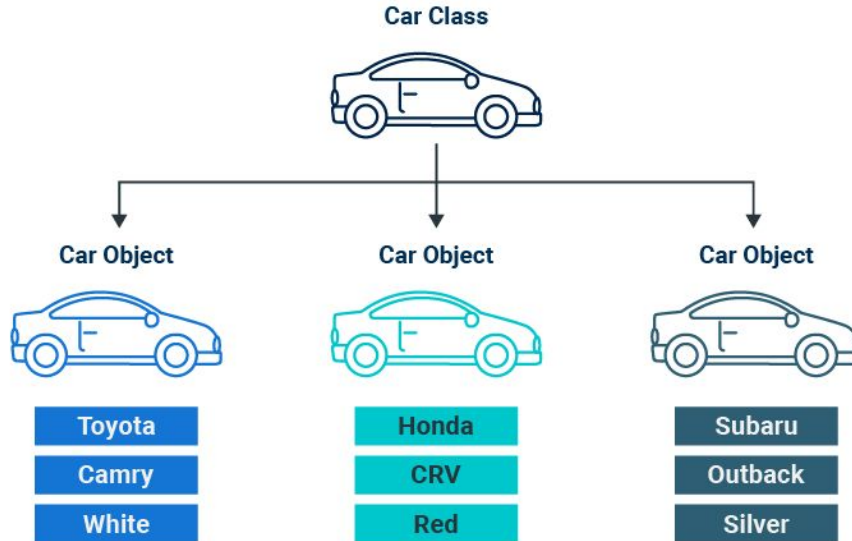 Car Class
Car Object
Car Object
Car Object
Toyota
Honda
Subaru
Camry
CRV
Outback
White
Red
Silver